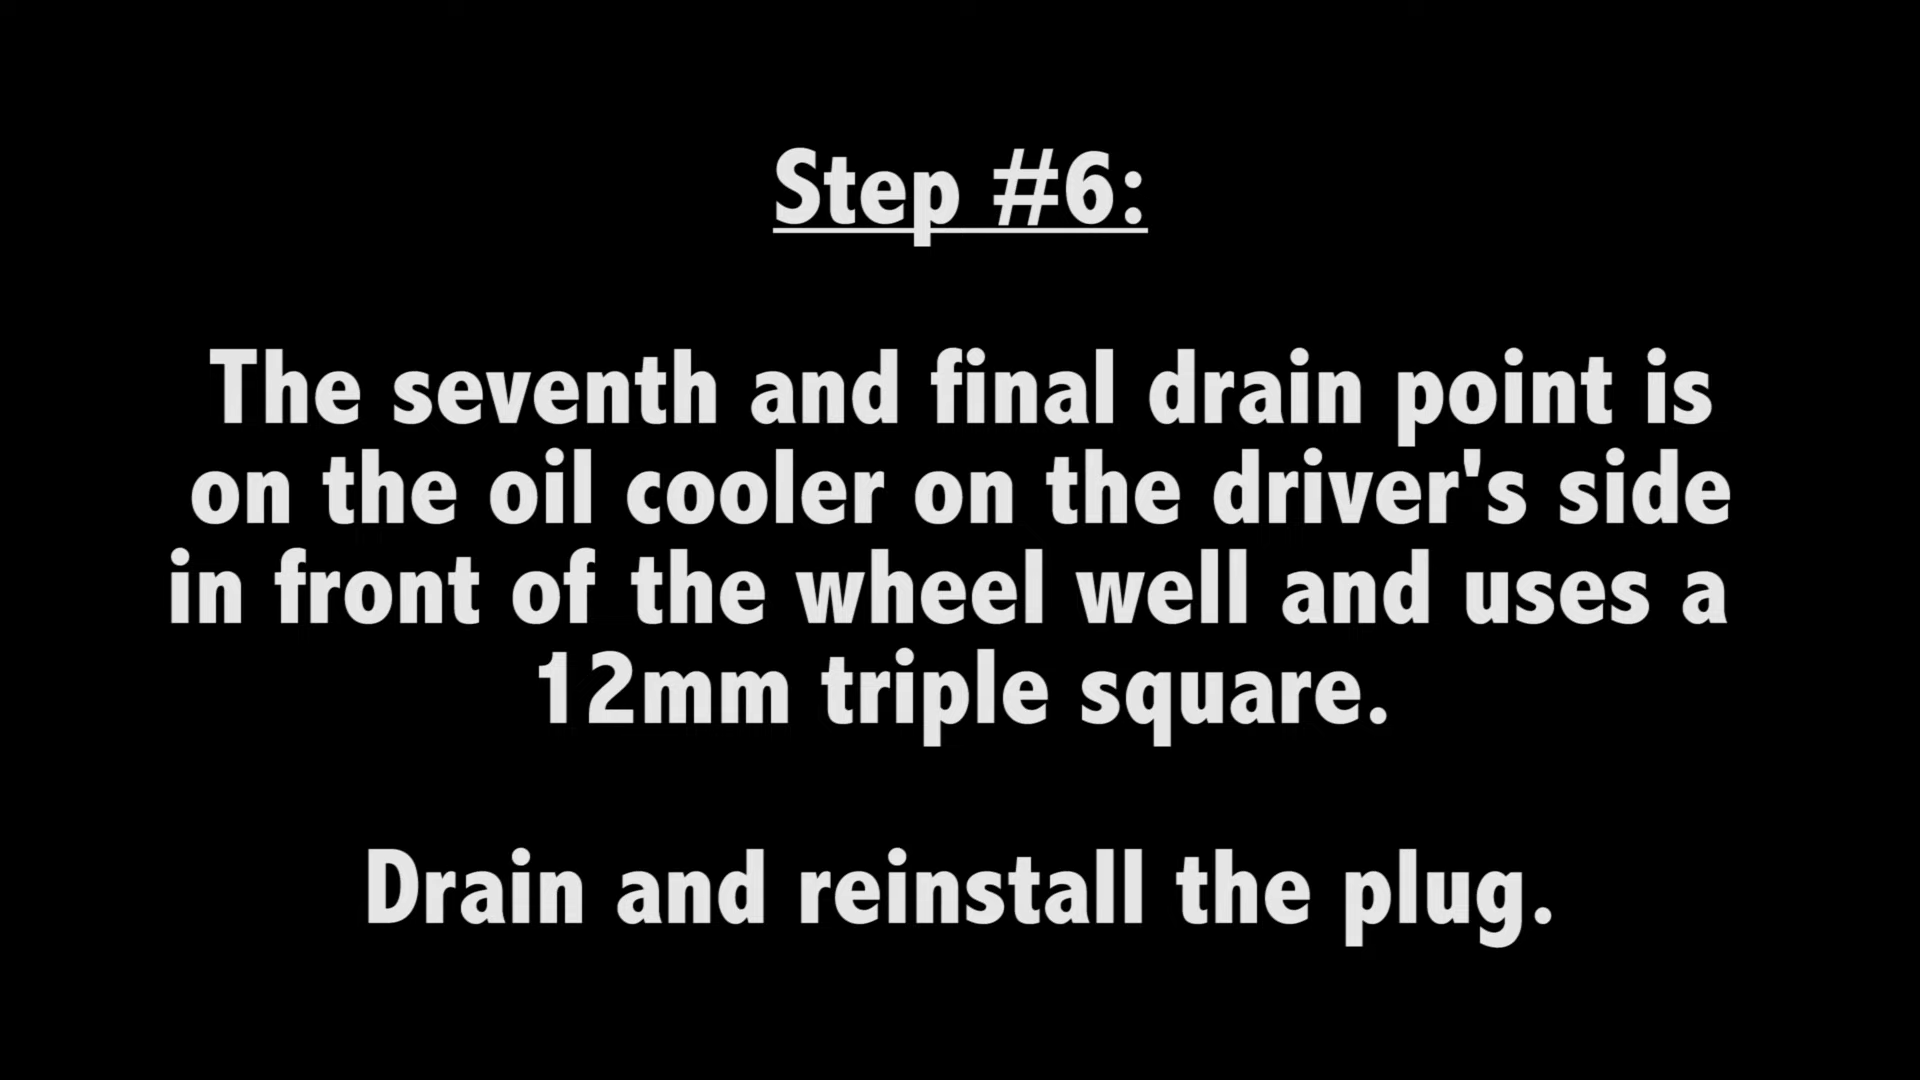 Step #6:
The seventh and final drain point is
on the oil cooler on the driver's side
in front of the wheel well and uses a
12mm triple square.
Drain and reinstall the plug.